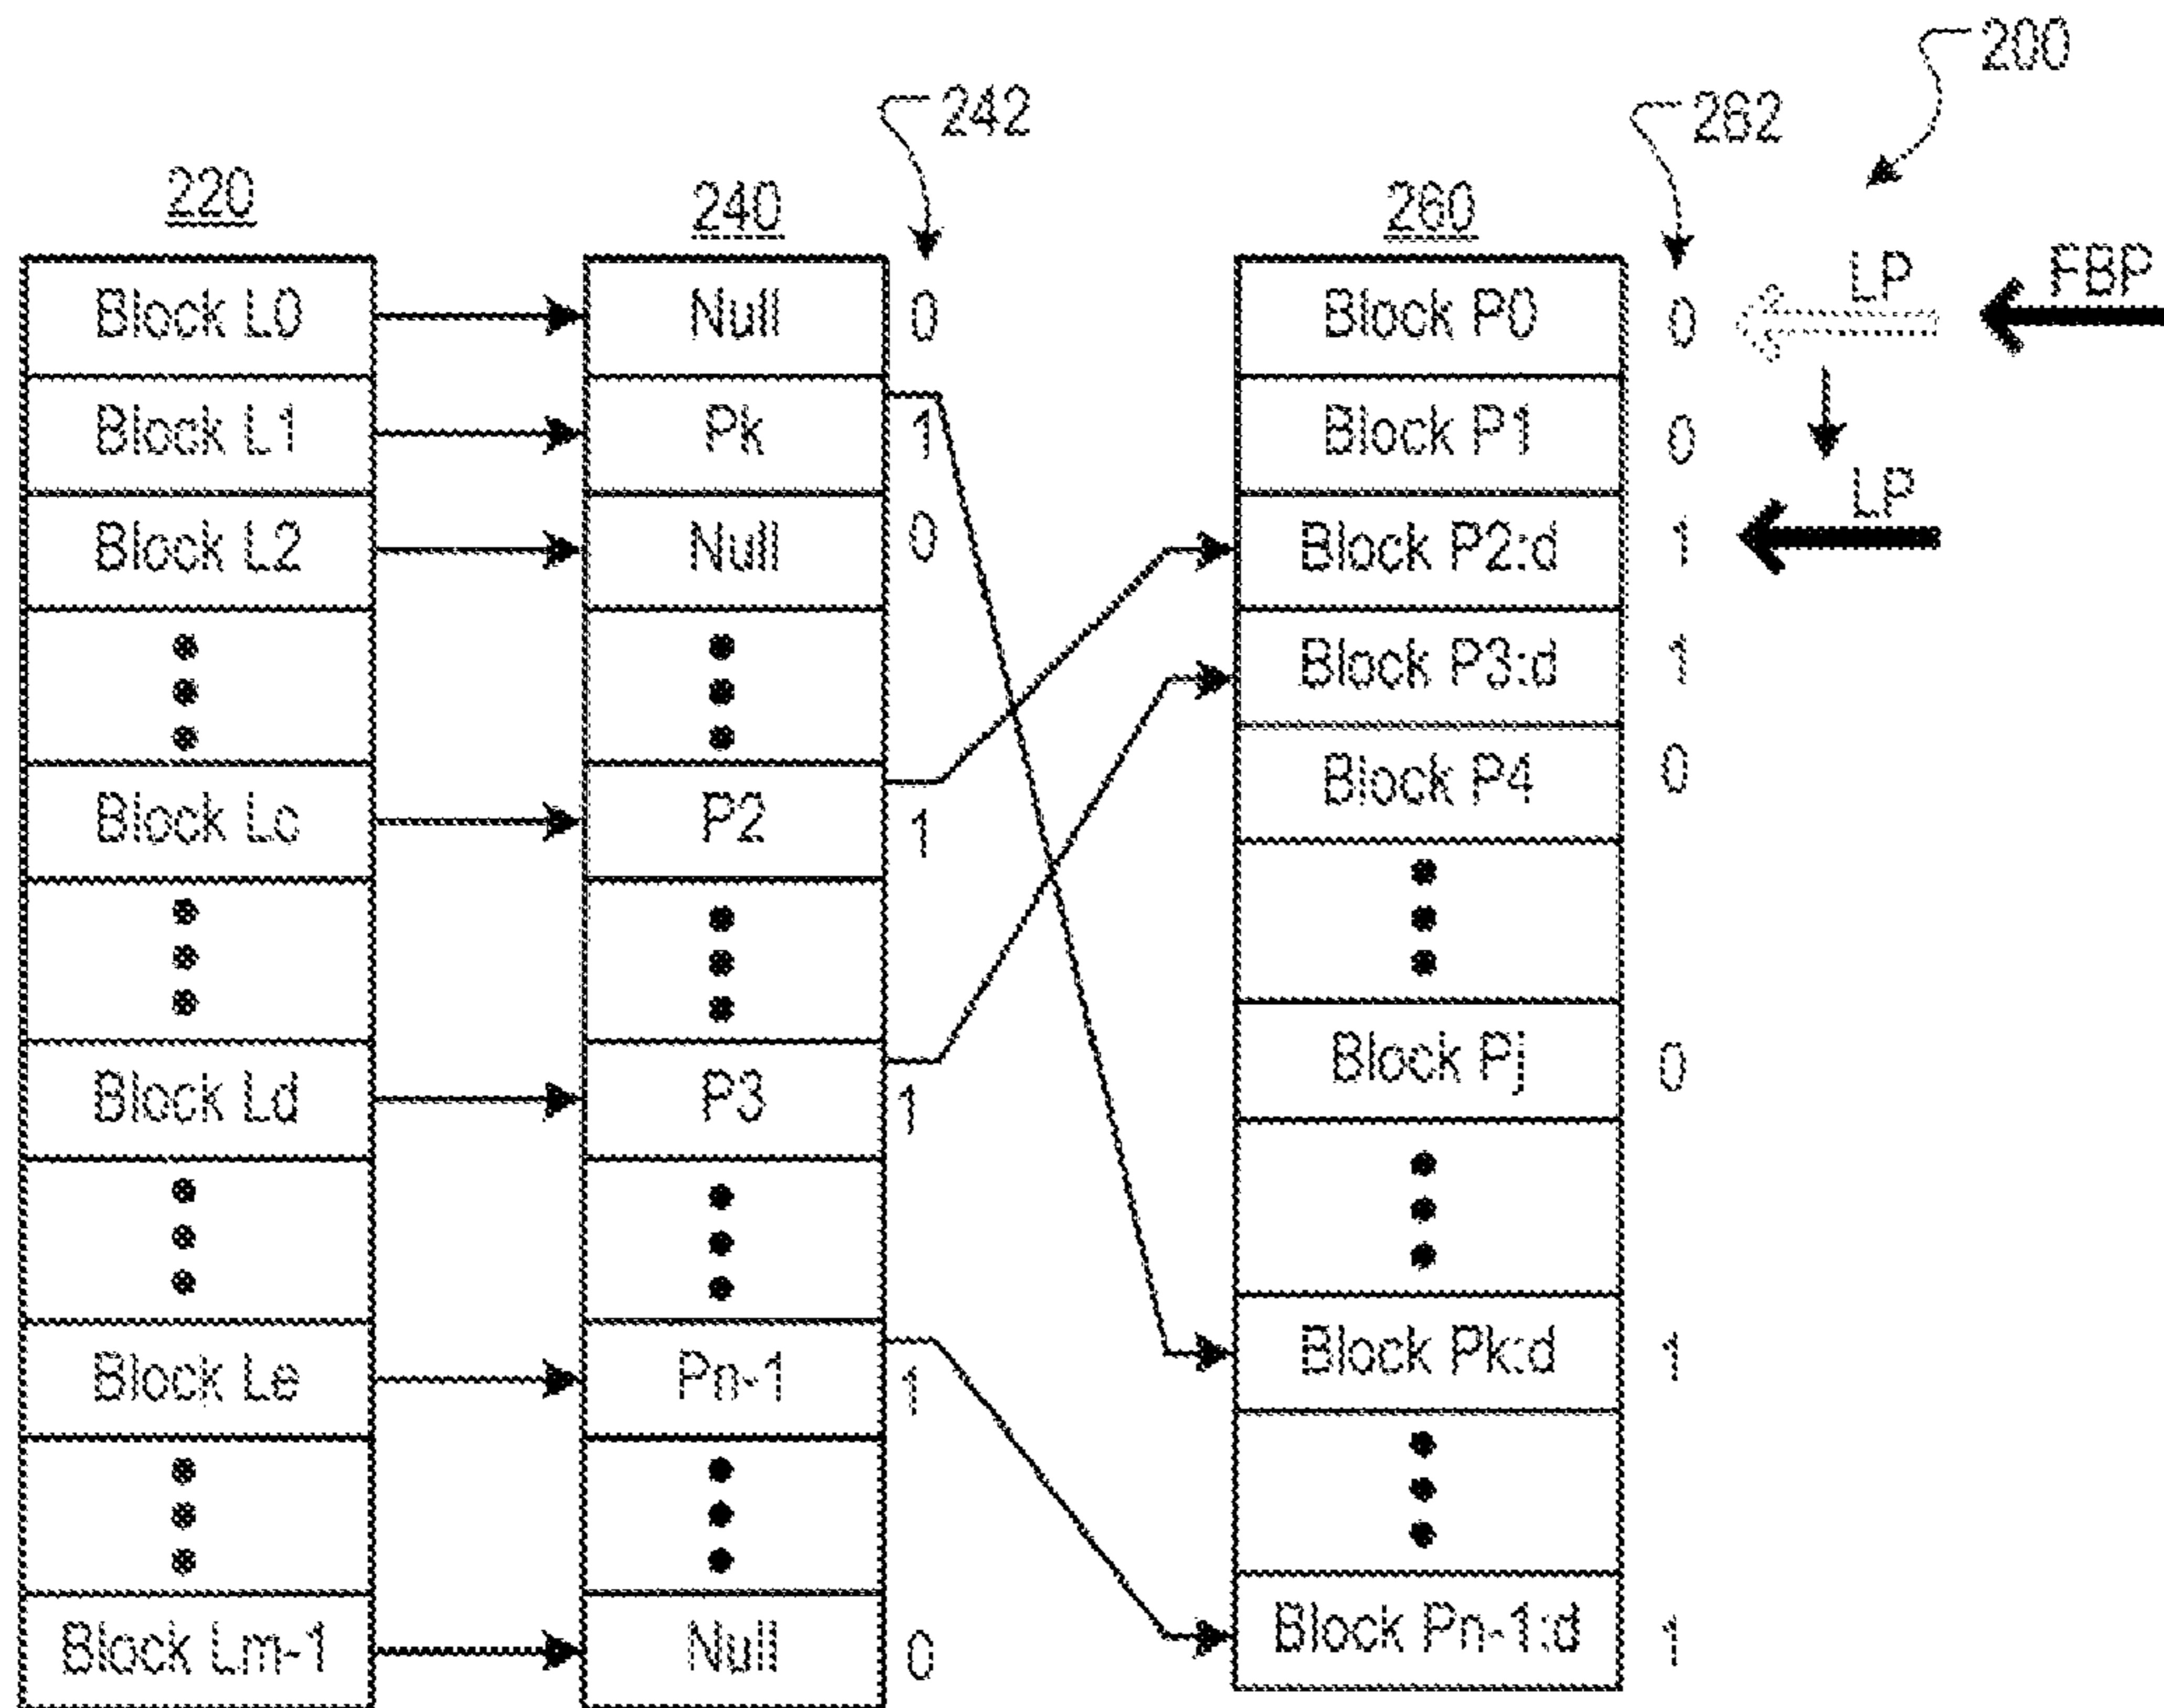 200
242
262
220
240
260
LP
FBP
Block L0
Null
0
Block P0
0
Block L1
Pk
1
Block P1
0
LP
Block L2
Null
0
Block P2:d
1
Block P3:d
1
Block Lc
P2
1
Block P4
0
Block Ld
P3
1
Block Pj
0
Block Le
Pn-1
1
Block Pk:d
1
Block Lm-1
Null
0
Block Pn-1:d
1